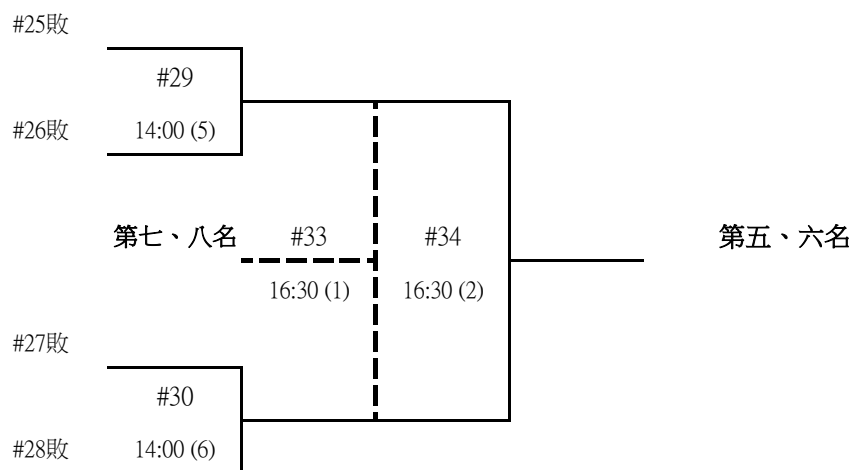 #25敗
#29
#26敗
14:00 (5)
第七、八名
#33
#34
第五、六名
16:30 (1)
16:30 (2)
#27敗
#30
#28敗
14:00 (6)